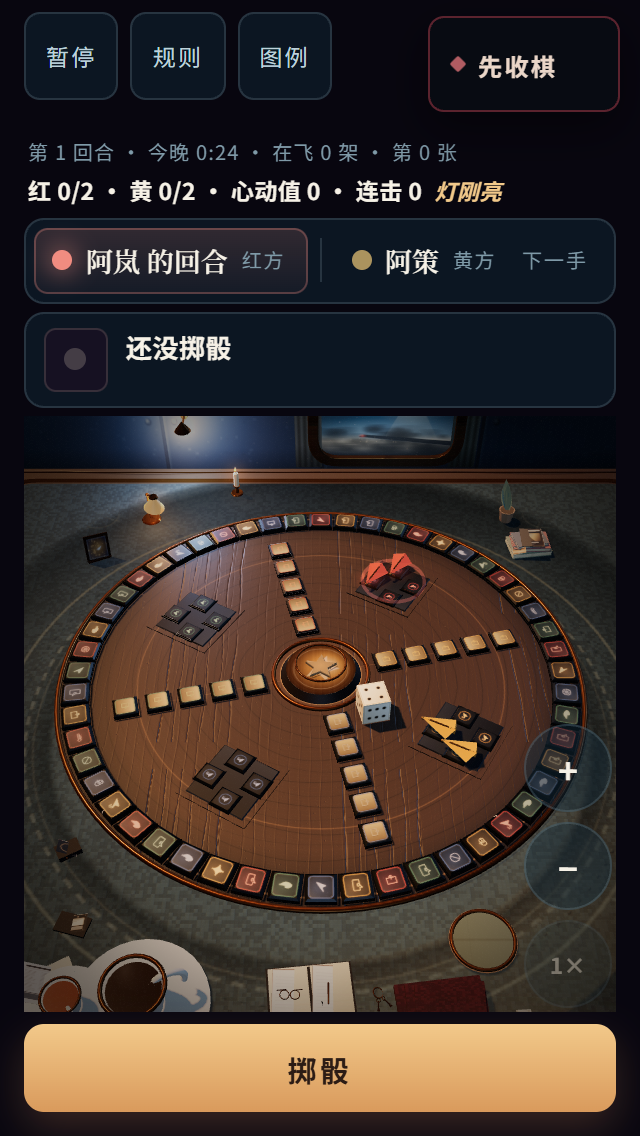 暂停
规则
图例
先收棋
第 1 回合 · 今晚 0:24 · 在飞 0 架 · 第 0 张
红 0/2 · 黄 0/2 · 心动值 0 · 连击 0 灯刚亮
阿岚 的回合 红方
阿策 黄方 下一手
还没掷骰
+
−
1×
掷骰